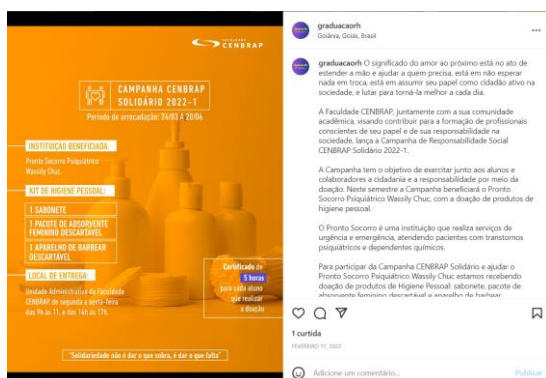 FACULDADE
CENBRAP
CAMPANHA CENBRAP
SOLIDÁRIO 2022-1
Período de arrecadação: 24/03 A 20/06
INSTITUIÇÃO BENEFICIADA:
Pronto Socorro Psiquiátrico
Wassily Chuc.
KIT DE HIGIENE PESSOAL:
1 SABONETE
1 PACOTE DE ABSORVENTE
FEMININO DESCARTÁVEL
1 APARELHO DE BARBEAR
DESCARTÁVEL
LOCAL DE ENTREGA:
Unidade Administrativa da Faculdade
CENBRAP, de segunda a sexta-feira
das 9h às 11, e das 14h às 17h.
Certificado de
5 horas
para cada aluno
que realizar
a doação
"Solidariedade não é dar o que sobra, é dar o que falta"
graduacaorh
Goiânia, Goiás, Brasil
graduacaorh O significado do amor ao próximo está no ato de
estender a mão e ajudar a quem precisa, está em não esperar
nada em troca, está em assumir seu papel como cidadão ativo na
sociedade, e lutar para torná-la melhor a cada dia.
A Faculdade CENBRAP, juntamente com a sua comunidade
acadêmica, visando contribuir para a formação de profissionais
conscientes de seu papel e de sua responsabilidade na
sociedade, lança a Campanha de Responsabilidade Social
CENBRAP Solidário 2022-1.
A Campanha tem o objetivo de exercitar junto aos alunos e
colaboradores a cidadania e a responsabilidade por meio da
doação. Neste semestre a Campanha beneficiará o Pronto
Socorro Psiquiátrico Wassily Chuc, com a doação de produtos de
higiene pessoal.
O Pronto Socorro é uma instituição que realiza serviços de
urgência e emergência, atendendo pacientes com transtornos
psiquiátricos e dependentes químicos.
Para participar da Campanha CENBRAP Solidário e ajudar o
Pronto Socorro Psiquiátrico Wassily Chuc estamos recebendo
doação de produtos de Higiene Pessoal: sabonete, pacote de
absorvente feminino descartável e aparelho de barbear
1 curtida
FEVEREIRO 17, 2022
Adicione um comentário...
Publicar